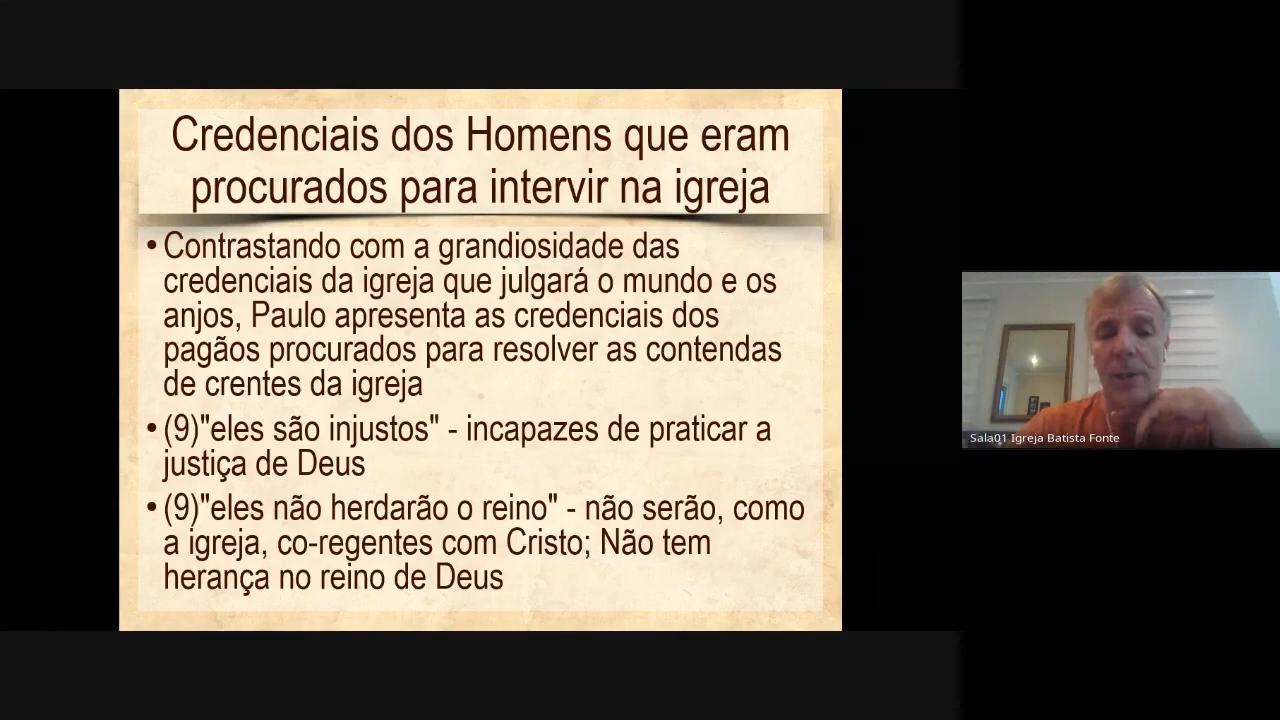 Credenciais dos Homens que eram
procurados para intervir na igreja
• Contrastando com a grandiosidade das
credenciais da igreja que julgará o mundo e os
anjos, Paulo apresenta as credenciais dos
pagãos procurados para resolver as contendas
de crentes da igreja
• (9)"eles são injustos" - incapazes de praticar a
justiça de Deus
• (9)"eles não herdarão o reino" - não serão, como
a igreja, co-regentes com Cristo; Não tem
herança no reino de Deus
Sala01 Igreja Batista Fonte